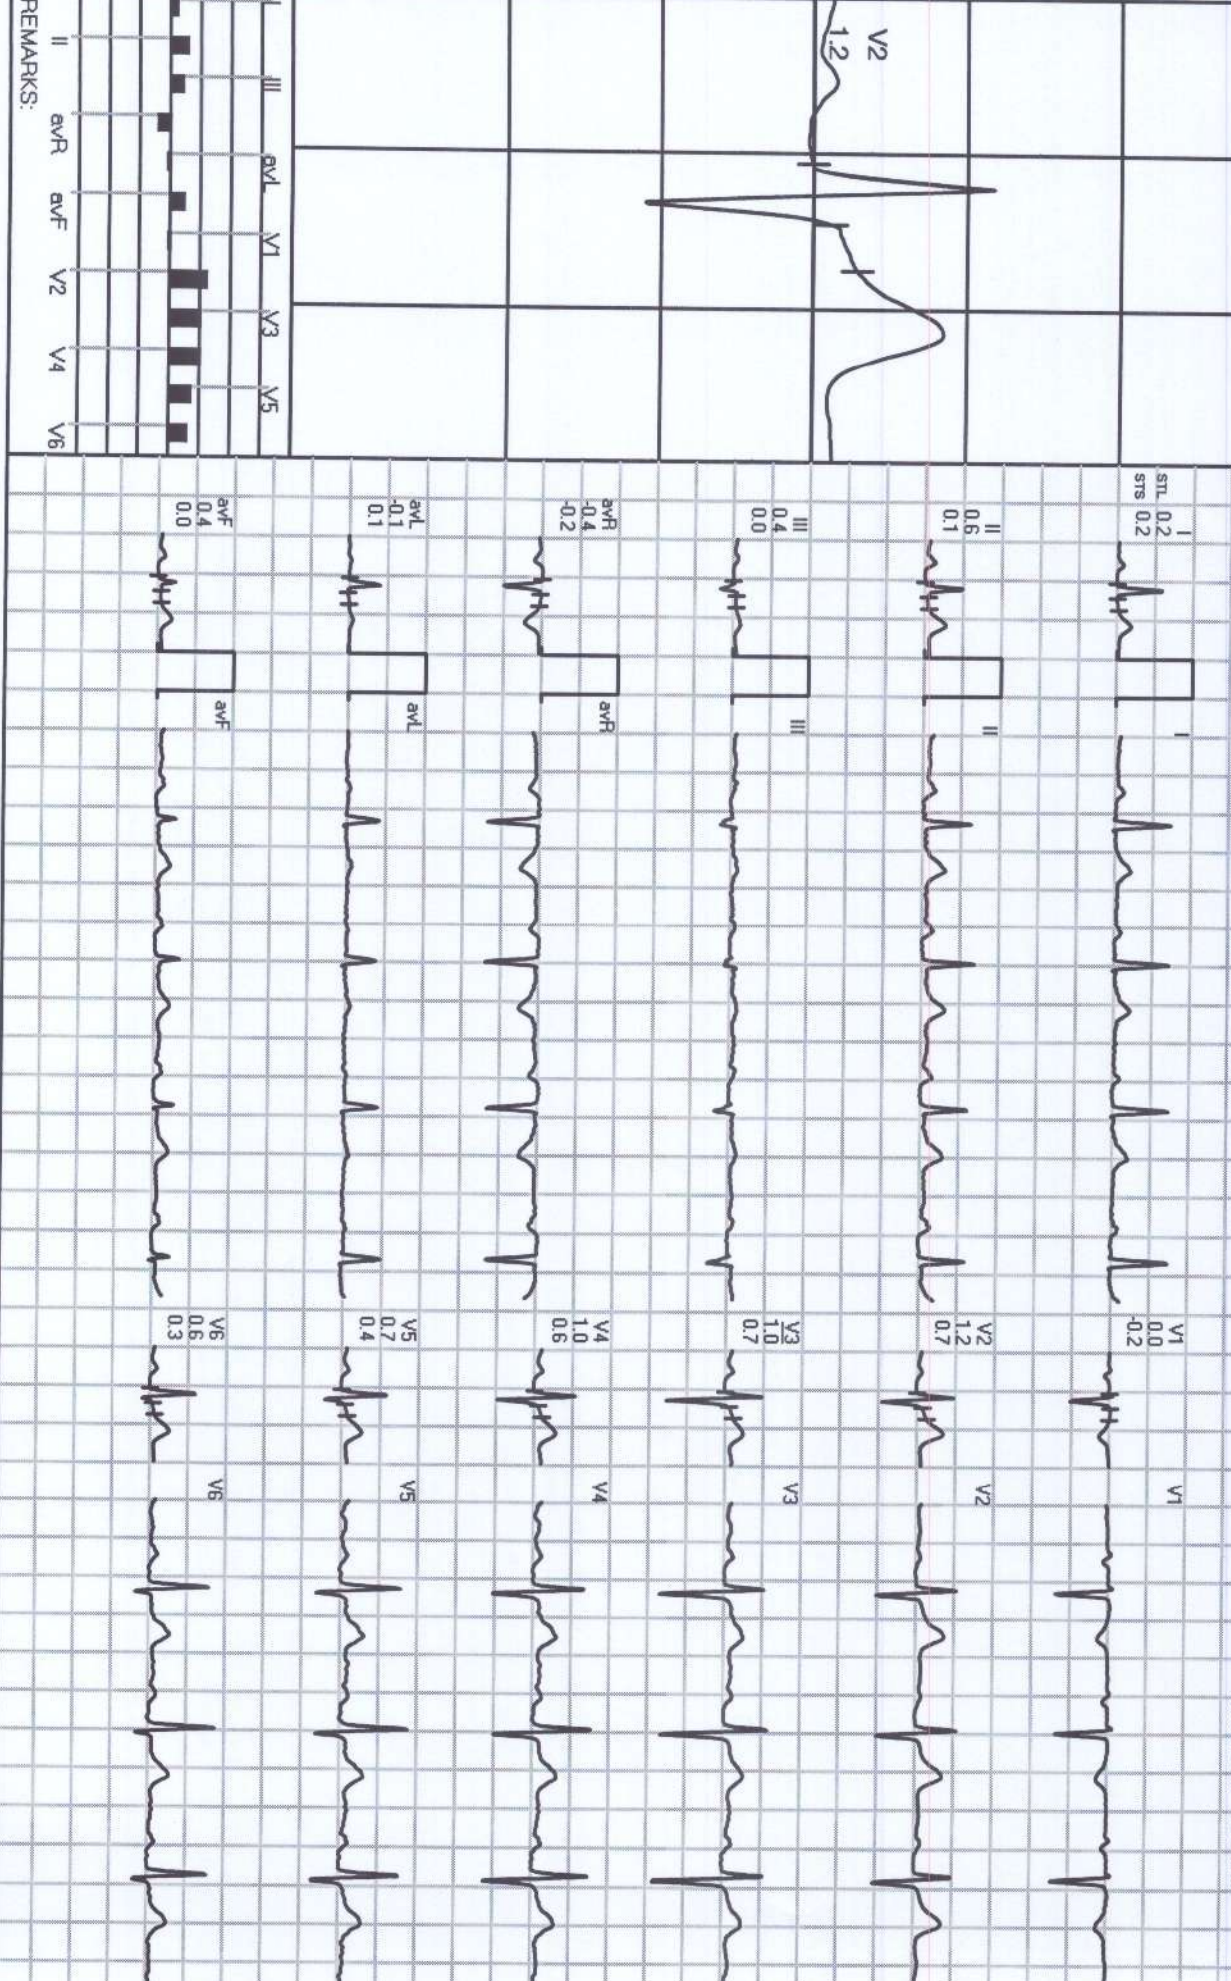 V2
1.2
I
STL 0.2
STS 0.2
I
II
0.6
0.1
II
III
0.4
0.0
III
avR
-0.4
-0.2
avR
avL
-0.1
0.1
avL
avF
0.4
0.0
avF
V1
0.0
-0.2
V1
V2
1.2
0.7
V2
V3
1.0
0.7
V3
V4
1.0
0.6
V4
V5
0.7
0.4
V5
V6
0.6
0.3
V6
I III avL V1 V3 V5
II avR avF V2 V4 V6
REMARKS: